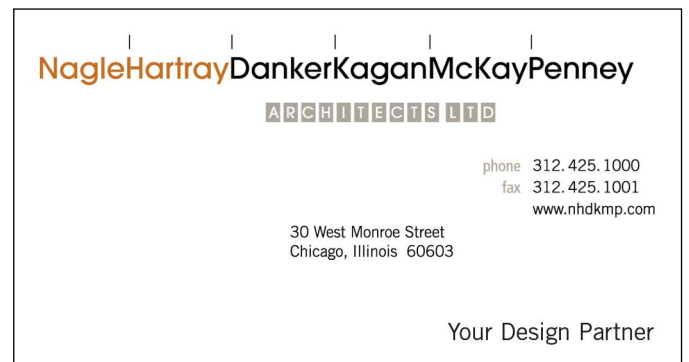 NagleHartrayDankerKaganMcKayPenney
ARCHITECTS LTD
phone 312.425.1000
fax 312.425.1001
www.nhdkmp.com
30 West Monroe Street
Chicago, Illinois 60603
Your Design Partner